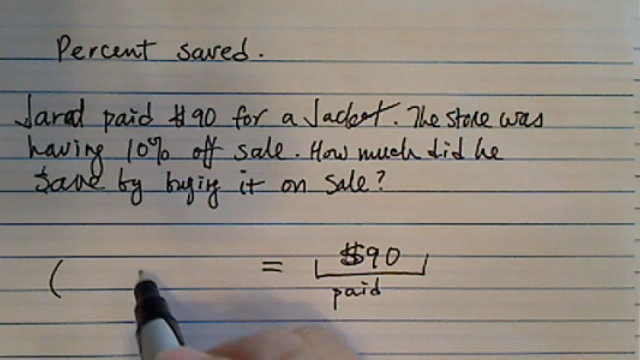 Percent saved.
Jarad paid $90 for a Jacket. The store was
having 10% off sale. How much did he
save by buying it on sale?
( = $90
paid